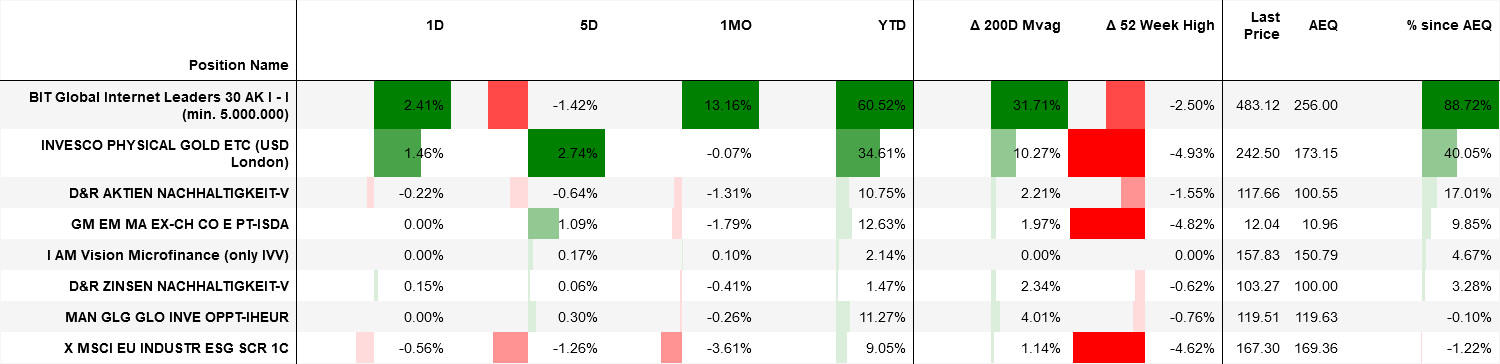 Position Name 1D 5D 1MO YTD Δ 200D Mvag Δ 52 Week High Last Price AEQ % since AEQ
BIT Global Internet Leaders 30 AK I - I (min. 5.000.000) 2.41% -1.42% 13.16% 60.52% 31.71% -2.50% 483.12 256.00 88.72%
INVESCO PHYSICAL GOLD ETC (USD London) 1.46% 2.74% -0.07% 34.61% 10.27% -4.93% 242.50 173.15 40.05%
D&R AKTIEN NACHHALTIGKEIT-V -0.22% -0.64% -1.31% 10.75% 2.21% -1.55% 117.66 100.55 17.01%
GM EM MA EX-CH CO E PT-ISDA 0.00% 1.09% -1.79% 12.63% 1.97% -4.82% 12.04 10.96 9.85%
I AM Vision Microfinance (only IVV) 0.00% 0.17% 0.10% 2.14% 0.00% 0.00% 157.83 150.79 4.67%
D&R ZINSEN NACHHALTIGKEIT-V 0.15% 0.06% -0.41% 1.47% 2.34% -0.62% 103.27 100.00 3.28%
MAN GLG GLO INVE OPPT-IHEUR 0.00% 0.30% -0.26% 11.27% 4.01% -0.76% 119.51 119.63 -0.10%
X MSCI EU INDUSTR ESG SCR 1C -0.56% -1.26% -3.61% 9.05% 1.14% -4.62% 167.30 169.36 -1.22%